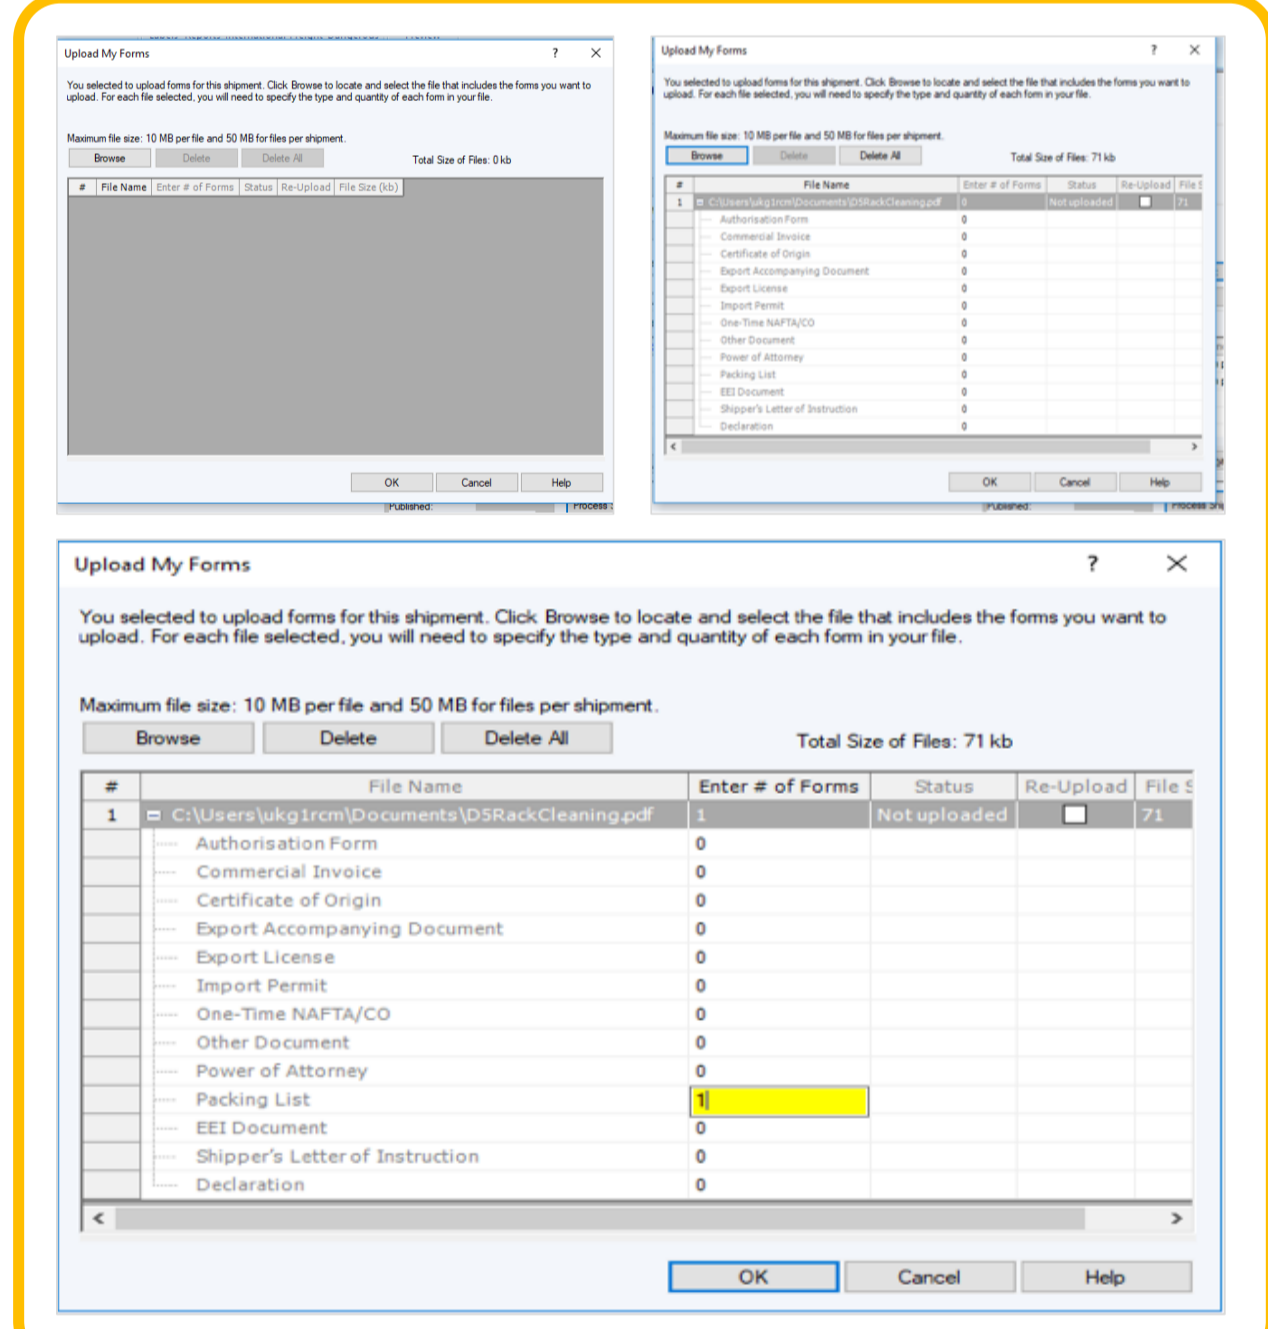 Upload My Forms ? ×
You selected to upload forms for this shipment. Click Browse to locate and select the file that includes the forms you want to
upload. For each file selected, you will need to specify the type and quantity of each form in your file.
Maximum file size: 10 MB per file and 50 MB for files per shipment.
Browse Delete Delete All Total Size of Files: 0 kb
# File Name Enter # of Forms Status Re-Upload File Size (kb)
OK Cancel Help
Published:
Upload My Forms ? ×
You selected to upload forms for this shipment. Click Browse to locate and select the file that includes the forms you want to
upload. For each file selected, you will need to specify the type and quantity of each form in your file.
Maximum file size: 10 MB per file and 50 MB for files per shipment.
Browse Delete Delete All Total Size of Files: 71 kb
# File Name Enter # of Forms Status Re-Upload File S
1 C:\Users\ukg1rcm\Documents\D5RackCleaning.pdf 0 Not uploaded 71
Authorisation Form 0
Commercial Invoice 0
Certificate of Origin 0
Export Accompanying Document 0
Export License 0
Import Permit 0
One-Time NAFTA/CO 0
Other Document 0
Power of Attorney 0
Packing List 0
EEI Document 0
Shipper's Letter of Instruction 0
Declaration 0
OK Cancel Help
Upload My Forms ? ×
You selected to upload forms for this shipment. Click Browse to locate and select the file that includes the forms you want to
upload. For each file selected, you will need to specify the type and quantity of each form in your file.
Maximum file size: 10 MB per file and 50 MB for files per shipment.
Browse Delete Delete All Total Size of Files: 71 kb
# File Name Enter # of Forms Status Re-Upload File S
1 C:\Users\ukg1rcm\Documents\D5RackCleaning.pdf 1 Not uploaded 71
Authorisation Form 0
Commercial Invoice 0
Certificate of Origin 0
Export Accompanying Document 0
Export License 0
Import Permit 0
One-Time NAFTA/CO 0
Other Document 0
Power of Attorney 0
Packing List 1
EEI Document 0
Shipper's Letter of Instruction 0
Declaration 0
OK Cancel Help